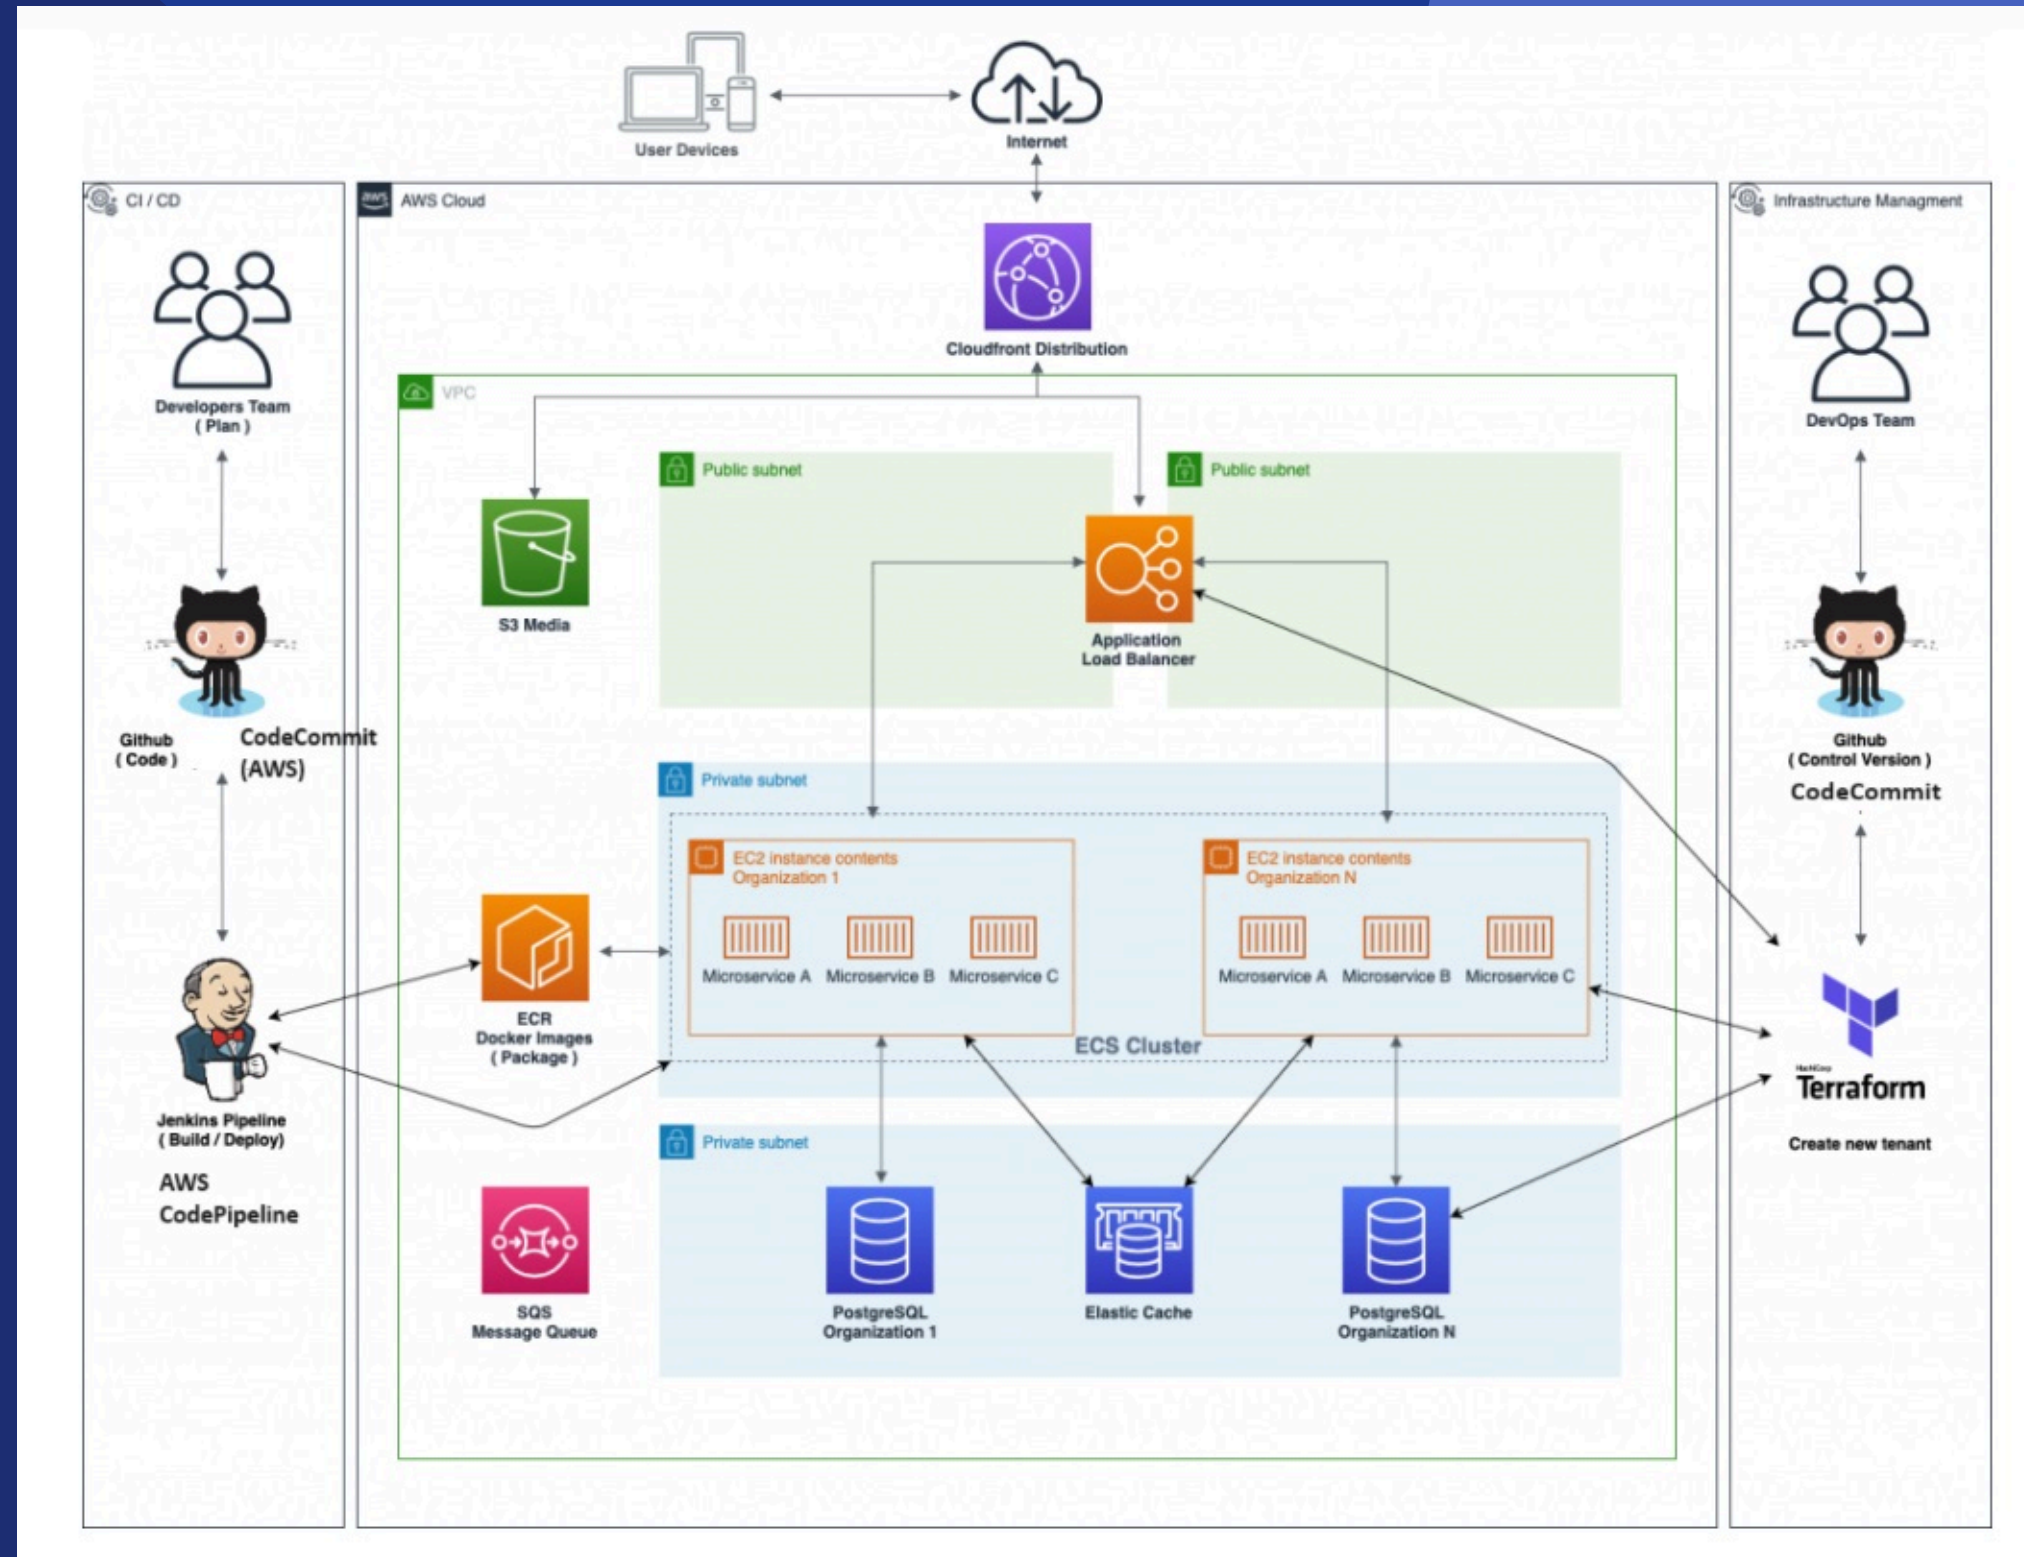 User Devices
Internet
CI / CD
aws
AWS Cloud
Infrastructure Managment
Cloudfront Distribution
Developers Team
( Plan )
DevOps Team
VPC
Public subnet
Public subnet
S3 Media
Application
Load Balancer
Github
( Code )
CodeCommit
(AWS)
Github
( Control Version )
CodeCommit
Private subnet
EC2 instance contents
Organization 1
EC2 instance contents
Organization N
Microservice A
Microservice B
Microservice C
Microservice A
Microservice B
Microservice C
ECR
Docker Images
( Package )
ECS Cluster
HashiCorp
Terraform
Create new tenant
Jenkins Pipeline
( Build / Deploy)
AWS
CodePipeline
Private subnet
SQS
Message Queue
PostgreSQL
Organization 1
Elastic Cache
PostgreSQL
Organization N